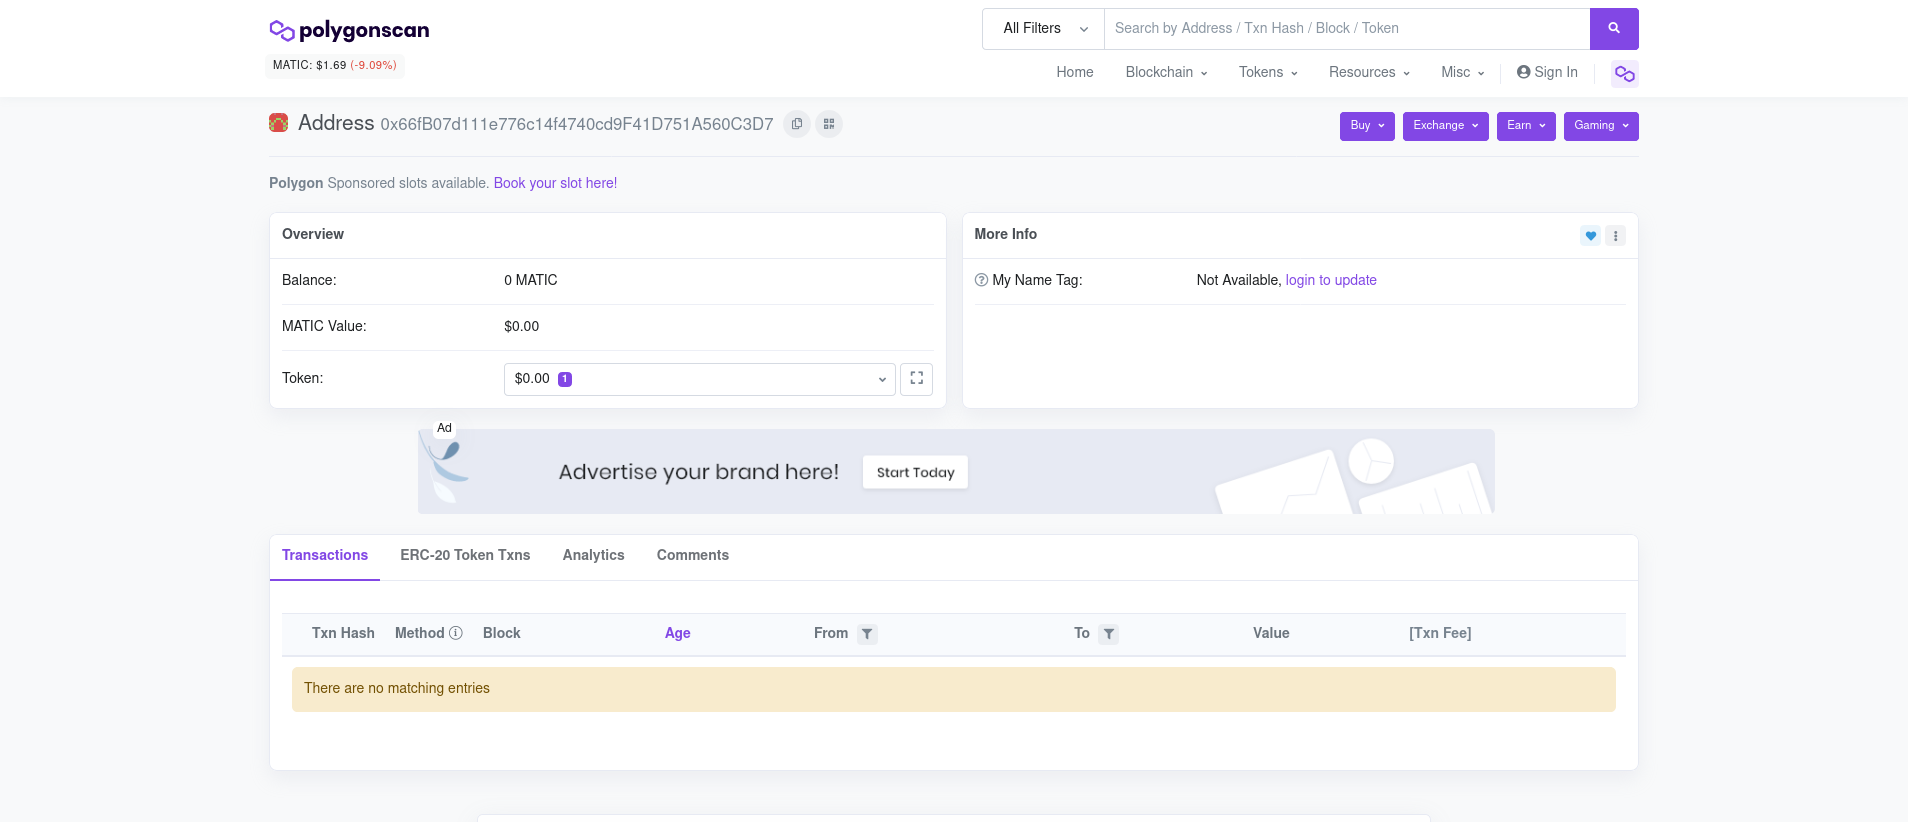 polygonscan
MATIC: $1.69 (-9.09%)
All Filters
Search by Address / Txn Hash / Block / Token
Home Blockchain Tokens Resources Misc Sign In
Address 0x66fB07d111e776c14f4740cd9F41D751A560C3D7
Buy Exchange Earn Gaming
Polygon Sponsored slots available. Book your slot here!
Overview
Balance: 0 MATIC
MATIC Value: $0.00
Token: $0.00 1
More Info
My Name Tag: Not Available, login to update
Ad
Advertise your brand here! Start Today
Transactions ERC-20 Token Txns Analytics Comments
Txn Hash Method Block Age From To Value [Txn Fee]
There are no matching entries